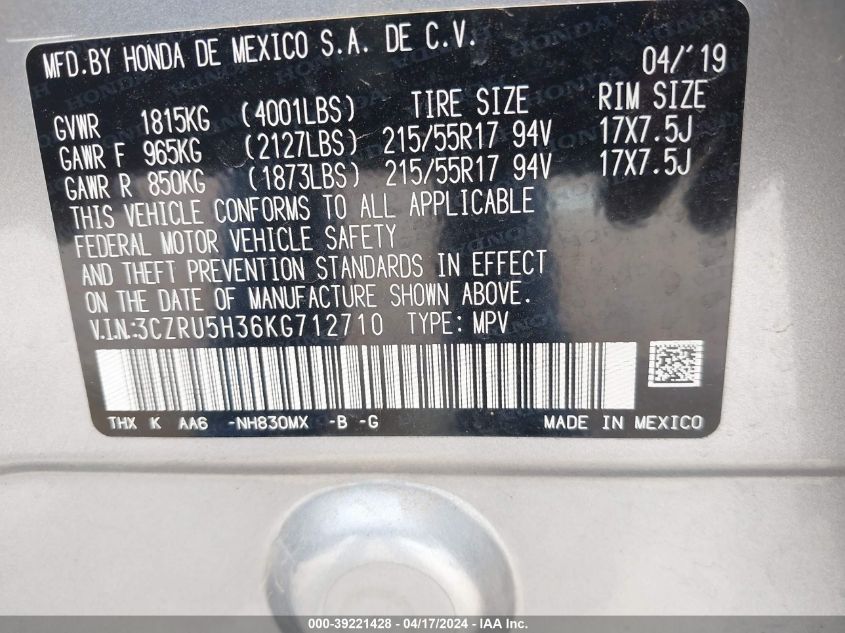 MFD.BY HONDA DE MEXICO S.A. DE C.V. 04/'19
GVWR 1815KG (4001LBS) TIRE SIZE RIM SIZE
GAWR F 965KG (2127LBS) 215/55R17 94V 17X7.5J
GAWR R 850KG (1873LBS) 215/55R17 94V 17X7.5J
THIS VEHICLE CONFORMS TO ALL APPLICABLE
FEDERAL MOTOR VEHICLE SAFETY
AND THEFT PREVENTION STANDARDS IN EFFECT
ON THE DATE OF MANUFACTURE SHOWN ABOVE.
V.I.N.:3CZRU5H36KG712710 TYPE: MPV
THX K AA6 -NH830MX -B -G MADE IN MEXICO
000-39221428 - 04/17/2024 - IAA Inc.